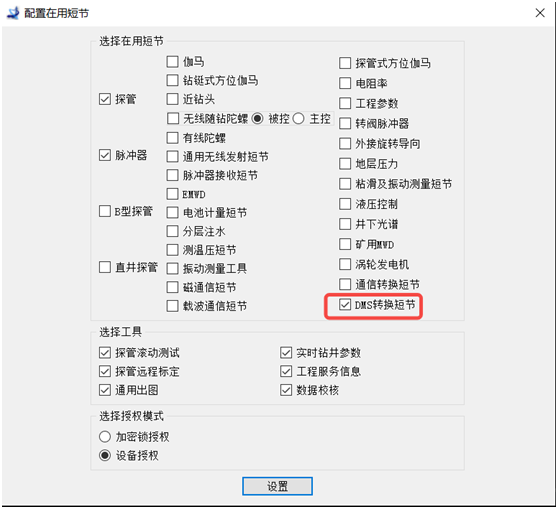 配置在用短节
选择在用短节
探管
脉冲器
B型探管
直井探管
伽马
钻铤式方位伽马
近钻头
无线随钻陀螺 被控 主控
有线陀螺
通用无线发射短节
脉冲器接收短节
EMWD
电池计量短节
分层注水
测温压短节
振动测量工具
磁通信短节
载波通信短节
探管式方位伽马
电阻率
工程参数
转阀脉冲器
外接旋转导向
地层压力
粘滑及振动测量短节
液压控制
井下光谱
矿用MWD
涡轮发电机
通信转换短节
DMS转换短节
选择工具
探管滚动测试
探管远程标定
通用出图
实时钻井参数
工程服务信息
数据校核
选择授权模式
加密锁授权
设备授权
设置